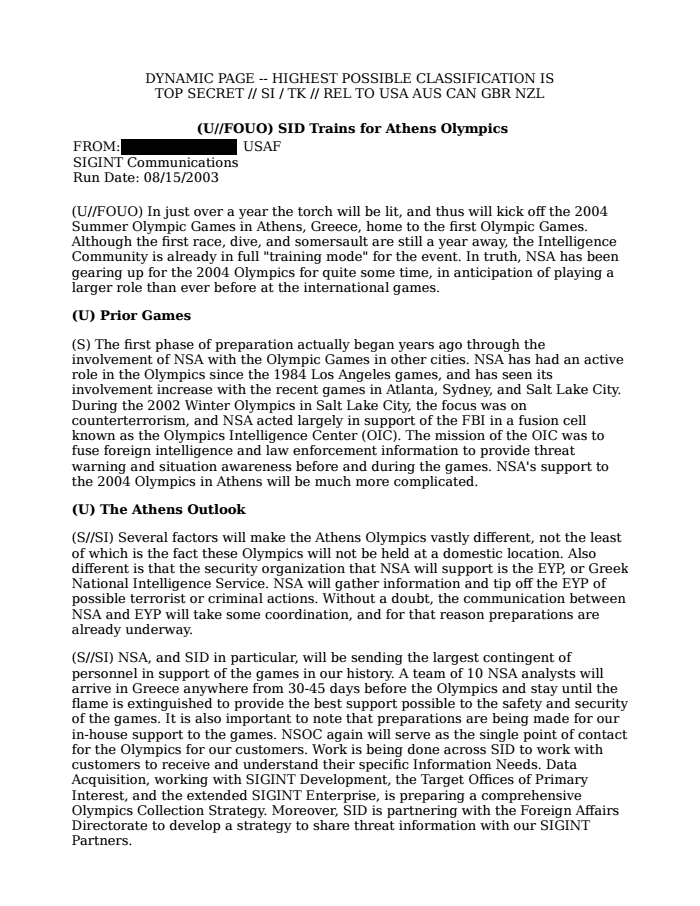 DYNAMIC PAGE -- HIGHEST POSSIBLE CLASSIFICATION IS
TOP SECRET // SI / TK // REL TO USA AUS CAN GBR NZL
(U//FOUO) SID Trains for Athens Olympics
FROM: USAF
SIGINT Communications
Run Date: 08/15/2003
(U//FOUO) In just over a year the torch will be lit, and thus will kick off the 2004
Summer Olympic Games in Athens, Greece, home to the first Olympic Games.
Although the first race, dive, and somersault are still a year away, the Intelligence
Community is already in full "training mode" for the event. In truth, NSA has been
gearing up for the 2004 Olympics for quite some time, in anticipation of playing a
larger role than ever before at the international games.
(U) Prior Games
(S) The first phase of preparation actually began years ago through the
involvement of NSA with the Olympic Games in other cities. NSA has had an active
role in the Olympics since the 1984 Los Angeles games, and has seen its
involvement increase with the recent games in Atlanta, Sydney, and Salt Lake City.
During the 2002 Winter Olympics in Salt Lake City, the focus was on
counterterrorism, and NSA acted largely in support of the FBI in a fusion cell
known as the Olympics Intelligence Center (OIC). The mission of the OIC was to
fuse foreign intelligence and law enforcement information to provide threat
warning and situation awareness before and during the games. NSA's support to
the 2004 Olympics in Athens will be much more complicated.
(U) The Athens Outlook
(S//SI) Several factors will make the Athens Olympics vastly different, not the least
of which is the fact these Olympics will not be held at a domestic location. Also
different is that the security organization that NSA will support is the EYP, or Greek
National Intelligence Service. NSA will gather information and tip off the EYP of
possible terrorist or criminal actions. Without a doubt, the communication between
NSA and EYP will take some coordination, and for that reason preparations are
already underway.
(S//SI) NSA, and SID in particular, will be sending the largest contingent of
personnel in support of the games in our history. A team of 10 NSA analysts will
arrive in Greece anywhere from 30-45 days before the Olympics and stay until the
flame is extinguished to provide the best support possible to the safety and security
of the games. It is also important to note that preparations are being made for our
in-house support to the games. NSOC again will serve as the single point of contact
for the Olympics for our customers. Work is being done across SID to work with
customers to receive and understand their specific Information Needs. Data
Acquisition, working with SIGINT Development, the Target Offices of Primary
Interest, and the extended SIGINT Enterprise, is preparing a comprehensive
Olympics Collection Strategy. Moreover, SID is partnering with the Foreign Affairs
Directorate to develop a strategy to share threat information with our SIGINT
Partners.